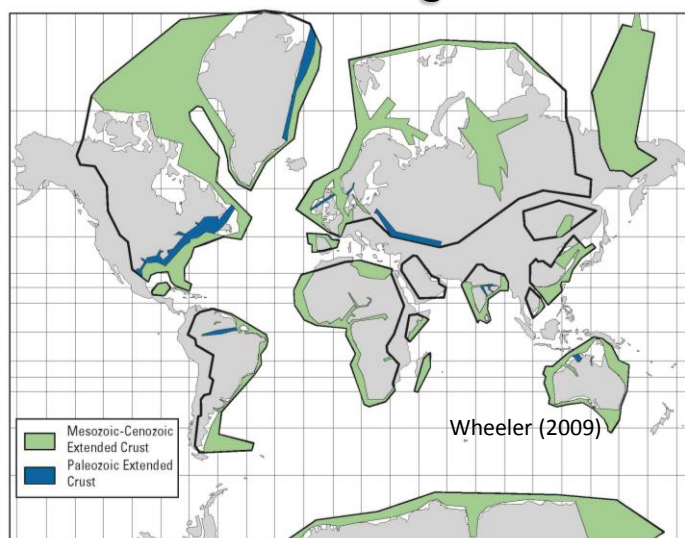 Wheeler (2009)
Mesozoic-Cenozoic
Extended Crust
Paleozoic Extended
Crust